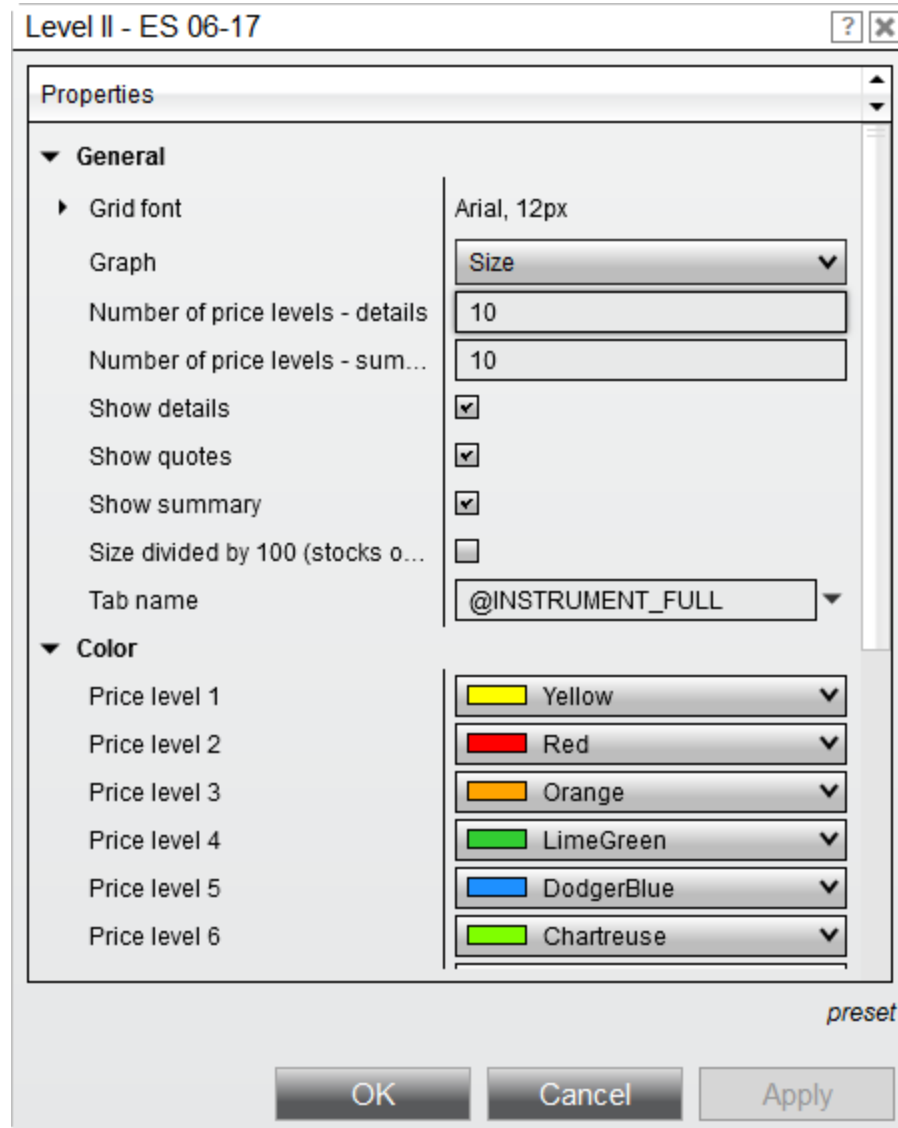 Level II - ES 06-17 ?
Properties
General
Grid font Arial, 12px
Graph Size
Number of price levels - details 10
Number of price levels - sum... 10
Show details
Show quotes
Show summary
Size divided by 100 (stocks o...
Tab name @INSTRUMENT_FULL
Color
Price level 1 Yellow
Price level 2 Red
Price level 3 Orange
Price level 4 LimeGreen
Price level 5 DodgerBlue
Price level 6 Chartreuse
preset
OK Cancel Apply